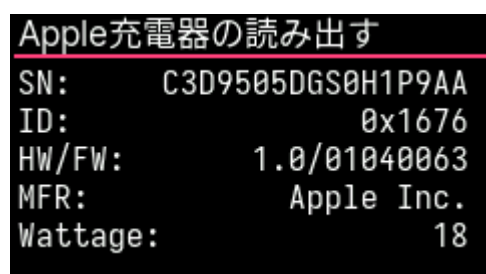 Apple充電器の読み出す
SN: C3D9505DGS0H1P9AA
ID: 0x1676
HW/FW: 1.0/01040063
MFR: Apple Inc.
Wattage: 18